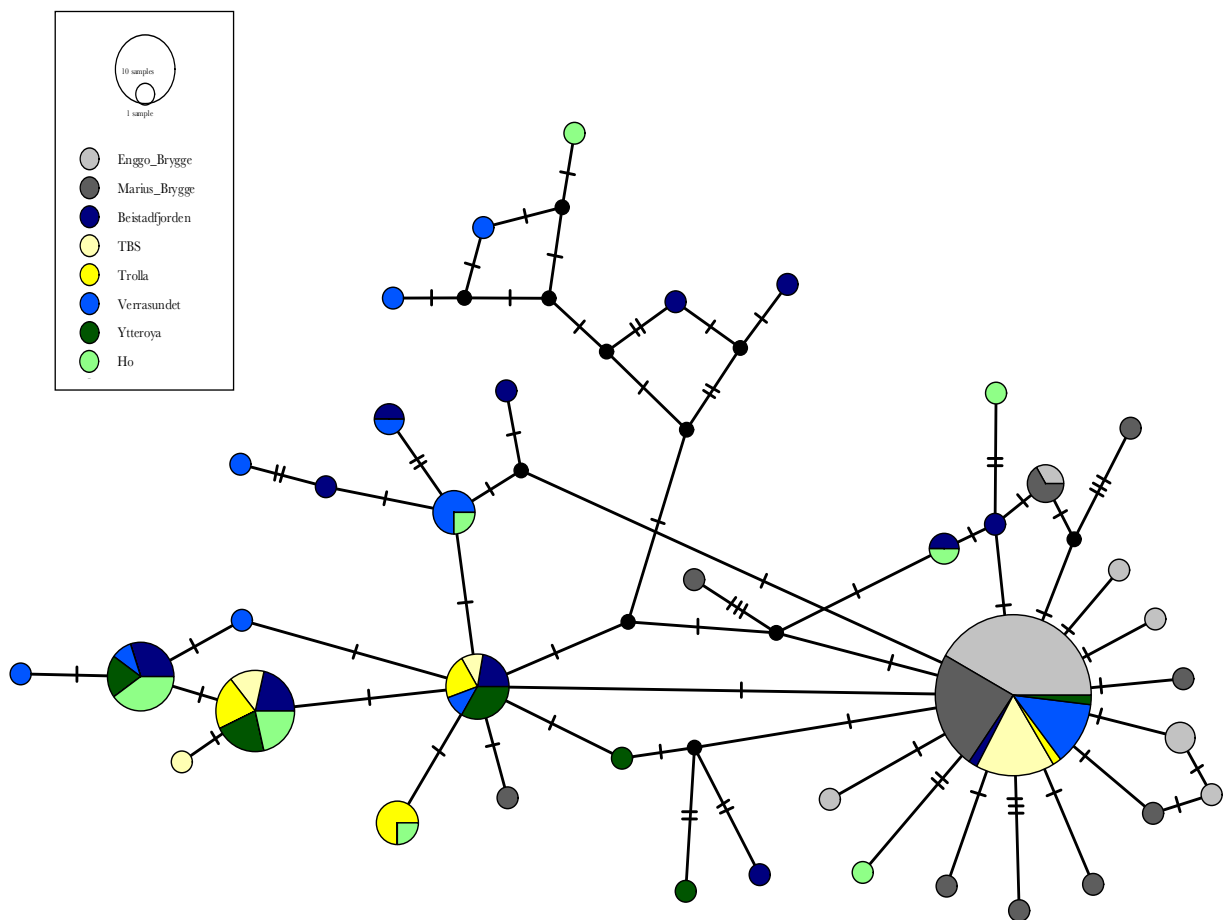 10 samples
1 sample
Enggo_Brygge
Marius_Brygge
Beistadfjorden
TBS
Trolla
Verrasundet
Ytteroya
Ho